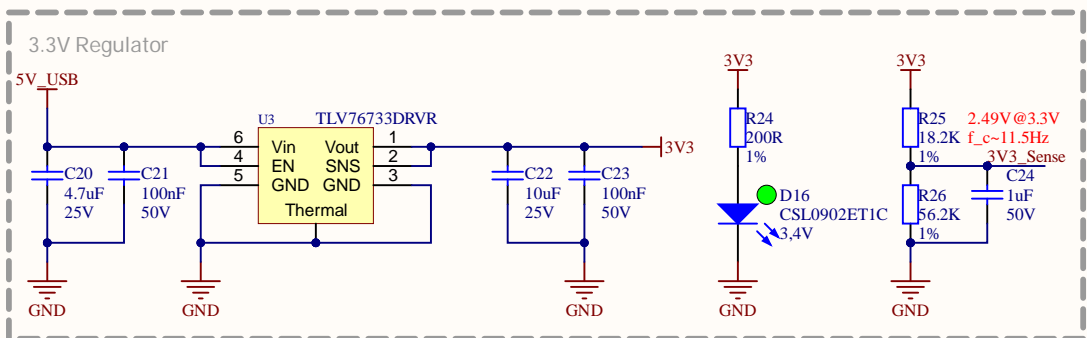 3.3V Regulator
5V_USB
C20
4.7uF
25V
C21
100nF
50V
GND
U3
TLV76733DRVR
6
4
5
Vin
EN
GND
Vout
SNS
GND
Thermal
1
2
3
GND
C22
10uF
25V
C23
100nF
50V
3V3
GND
3V3
R24
200R
1%
D16
CSL0902ET1C
3,4V
GND
3V3
R25
18.2K
1%
2.49V@3.3V
f_c~11.5Hz
3V3_Sense
R26
56.2K
1%
C24
1uF
50V
GND